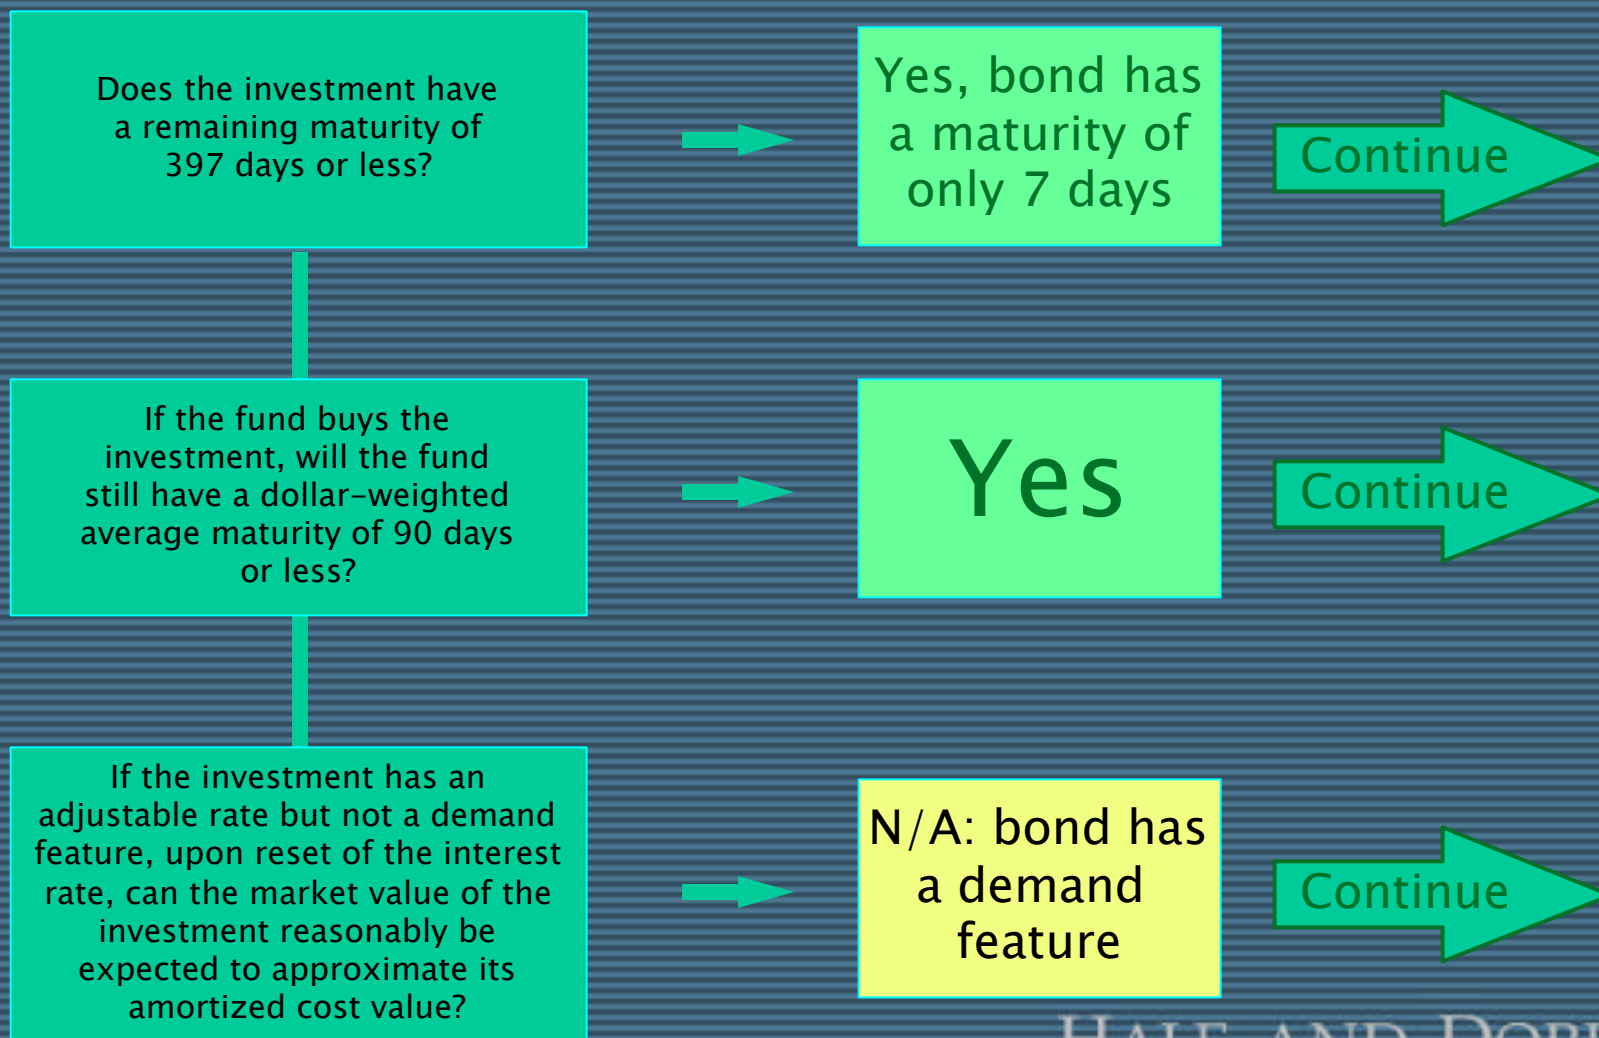 Does the investment have
a remaining maturity of
397 days or less?
Yes, bond has
a maturity of
only 7 days
Continue
If the fund buys the
investment, will the fund
still have a dollar-weighted
average maturity of 90 days
or less?
Yes
Continue
If the investment has an
adjustable rate but not a demand
feature, upon reset of the interest
rate, can the market value of the
investment reasonably be
expected to approximate its
amortized cost value?
N/A: bond has
a demand
feature
Continue
HALE AND